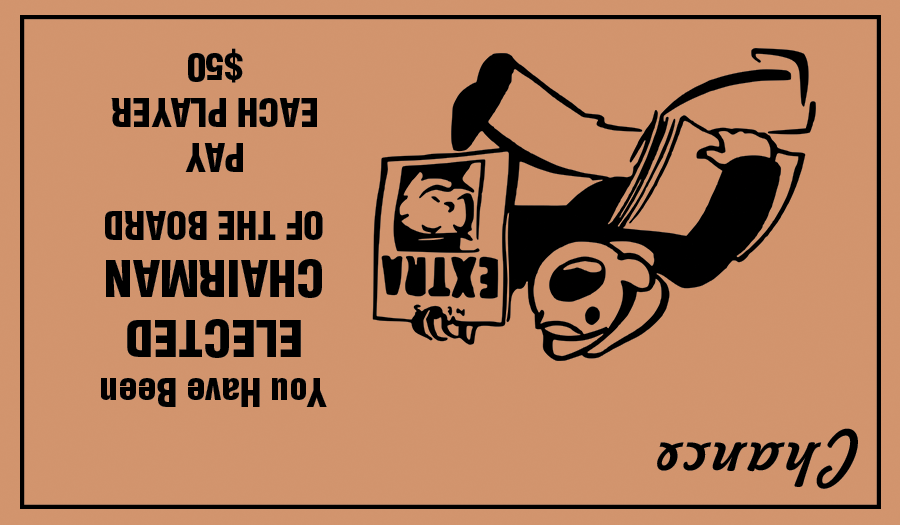 Chance
You Have Been
ELECTED
CHAIRMAN
OF THE BOARD
PAY
EACH PLAYER
$50
EXTRA